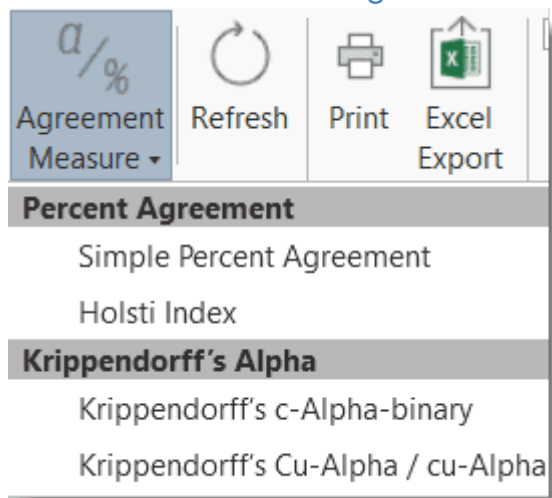 α/%
Agreement Measure
Refresh
Print
Excel Export
Percent Agreement
Simple Percent Agreement
Holsti Index
Krippendorff's Alpha
Krippendorff's c-Alpha-binary
Krippendorff's Cu-Alpha / cu-Alpha